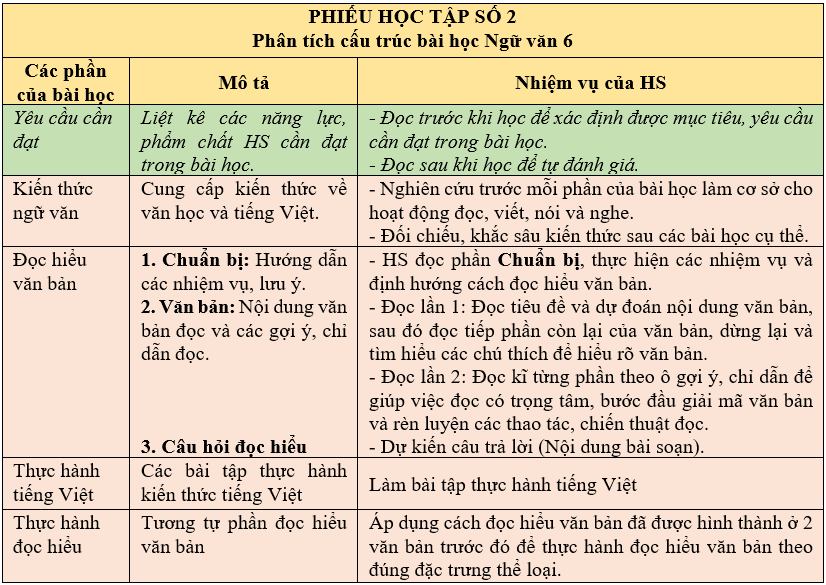 PHIẾU HỌC TẬP SỐ 2
Phân tích cấu trúc bài học Ngữ văn 6
Các phần
của bài học
Mô tả
Nhiệm vụ của HS
Yêu cầu cần
đạt
Liệt kê các năng lực,
phẩm chất HS cần đạt
trong bài học.
- Đọc trước khi học để xác định được mục tiêu, yêu cầu
cần đạt trong bài học.
- Đọc sau khi học để tự đánh giá.
Kiến thức
ngữ văn
Cung cấp kiến thức về
văn học và tiếng Việt.
- Nghiên cứu trước mỗi phần của bài học làm cơ sở cho
hoạt động đọc, viết, nói và nghe.
- Đối chiếu, khắc sâu kiến thức sau các bài học cụ thể.
Đọc hiểu
văn bản
1. Chuẩn bị: Hướng dẫn
các nhiệm vụ, lưu ý.
2. Văn bản: Nội dung văn
bản đọc và các gợi ý, chỉ
dẫn đọc.
3. Câu hỏi đọc hiểu
- HS đọc phần Chuẩn bị, thực hiện các nhiệm vụ và
định hướng cách đọc hiểu văn bản.
- Đọc lần 1: Đọc tiêu đề và dự đoán nội dung văn bản,
sau đó đọc tiếp phần còn lại của văn bản, dừng lại và
tìm hiểu các chú thích để hiểu rõ văn bản.
- Đọc lần 2: Đọc kĩ từng phần theo ô gợi ý, chỉ dẫn để
giúp việc đọc có trọng tâm, bước đầu giải mã văn bản
và rèn luyện các thao tác, chiến thuật đọc.
- Dự kiến câu trả lời (Nội dung bài soạn).
Thực hành
tiếng Việt
Các bài tập thực hành
kiến thức tiếng Việt
Làm bài tập thực hành tiếng Việt
Thực hành
đọc hiểu
Tương tự phần đọc hiểu
văn bản
Áp dụng cách đọc hiểu văn bản đã được hình thành ở 2
văn bản trước đó để thực hành đọc hiểu văn bản theo
đúng đặc trưng thể loại.